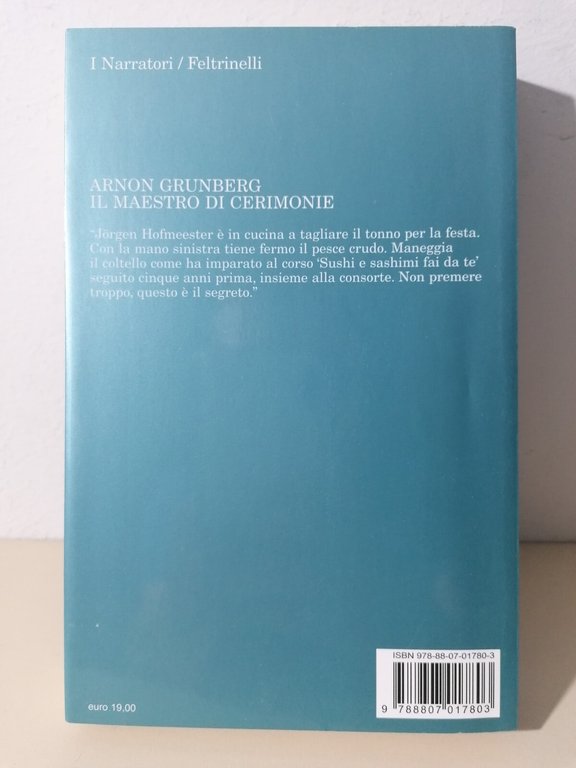 I Narratori / Feltrinelli
ARNON GRUNBERG
IL MAESTRO DI CERIMONIE
“Jörgen Hofmeester è in cucina a tagliare il tonno per la festa.
Con la mano sinistra tiene fermo il pesce crudo. Maneggia
il coltello come ha imparato al corso ‘Sushi e sashimi fai da te’
seguito cinque anni prima, insieme alla consorte. Non premere
troppo, questo è il segreto.”
ISBN 978-88-07-01780-3
9 788807 017803
euro 19,00